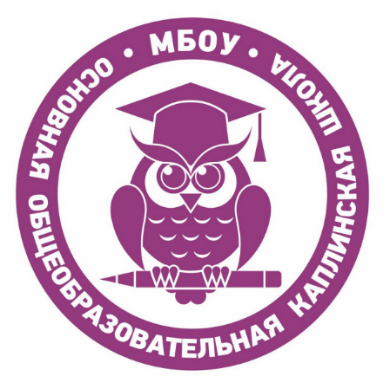 МБОУ
ОСНОВНАЯ ОБЩЕОБРАЗОВАТЕЛЬНАЯ КАПЛИНСКАЯ ШКОЛА